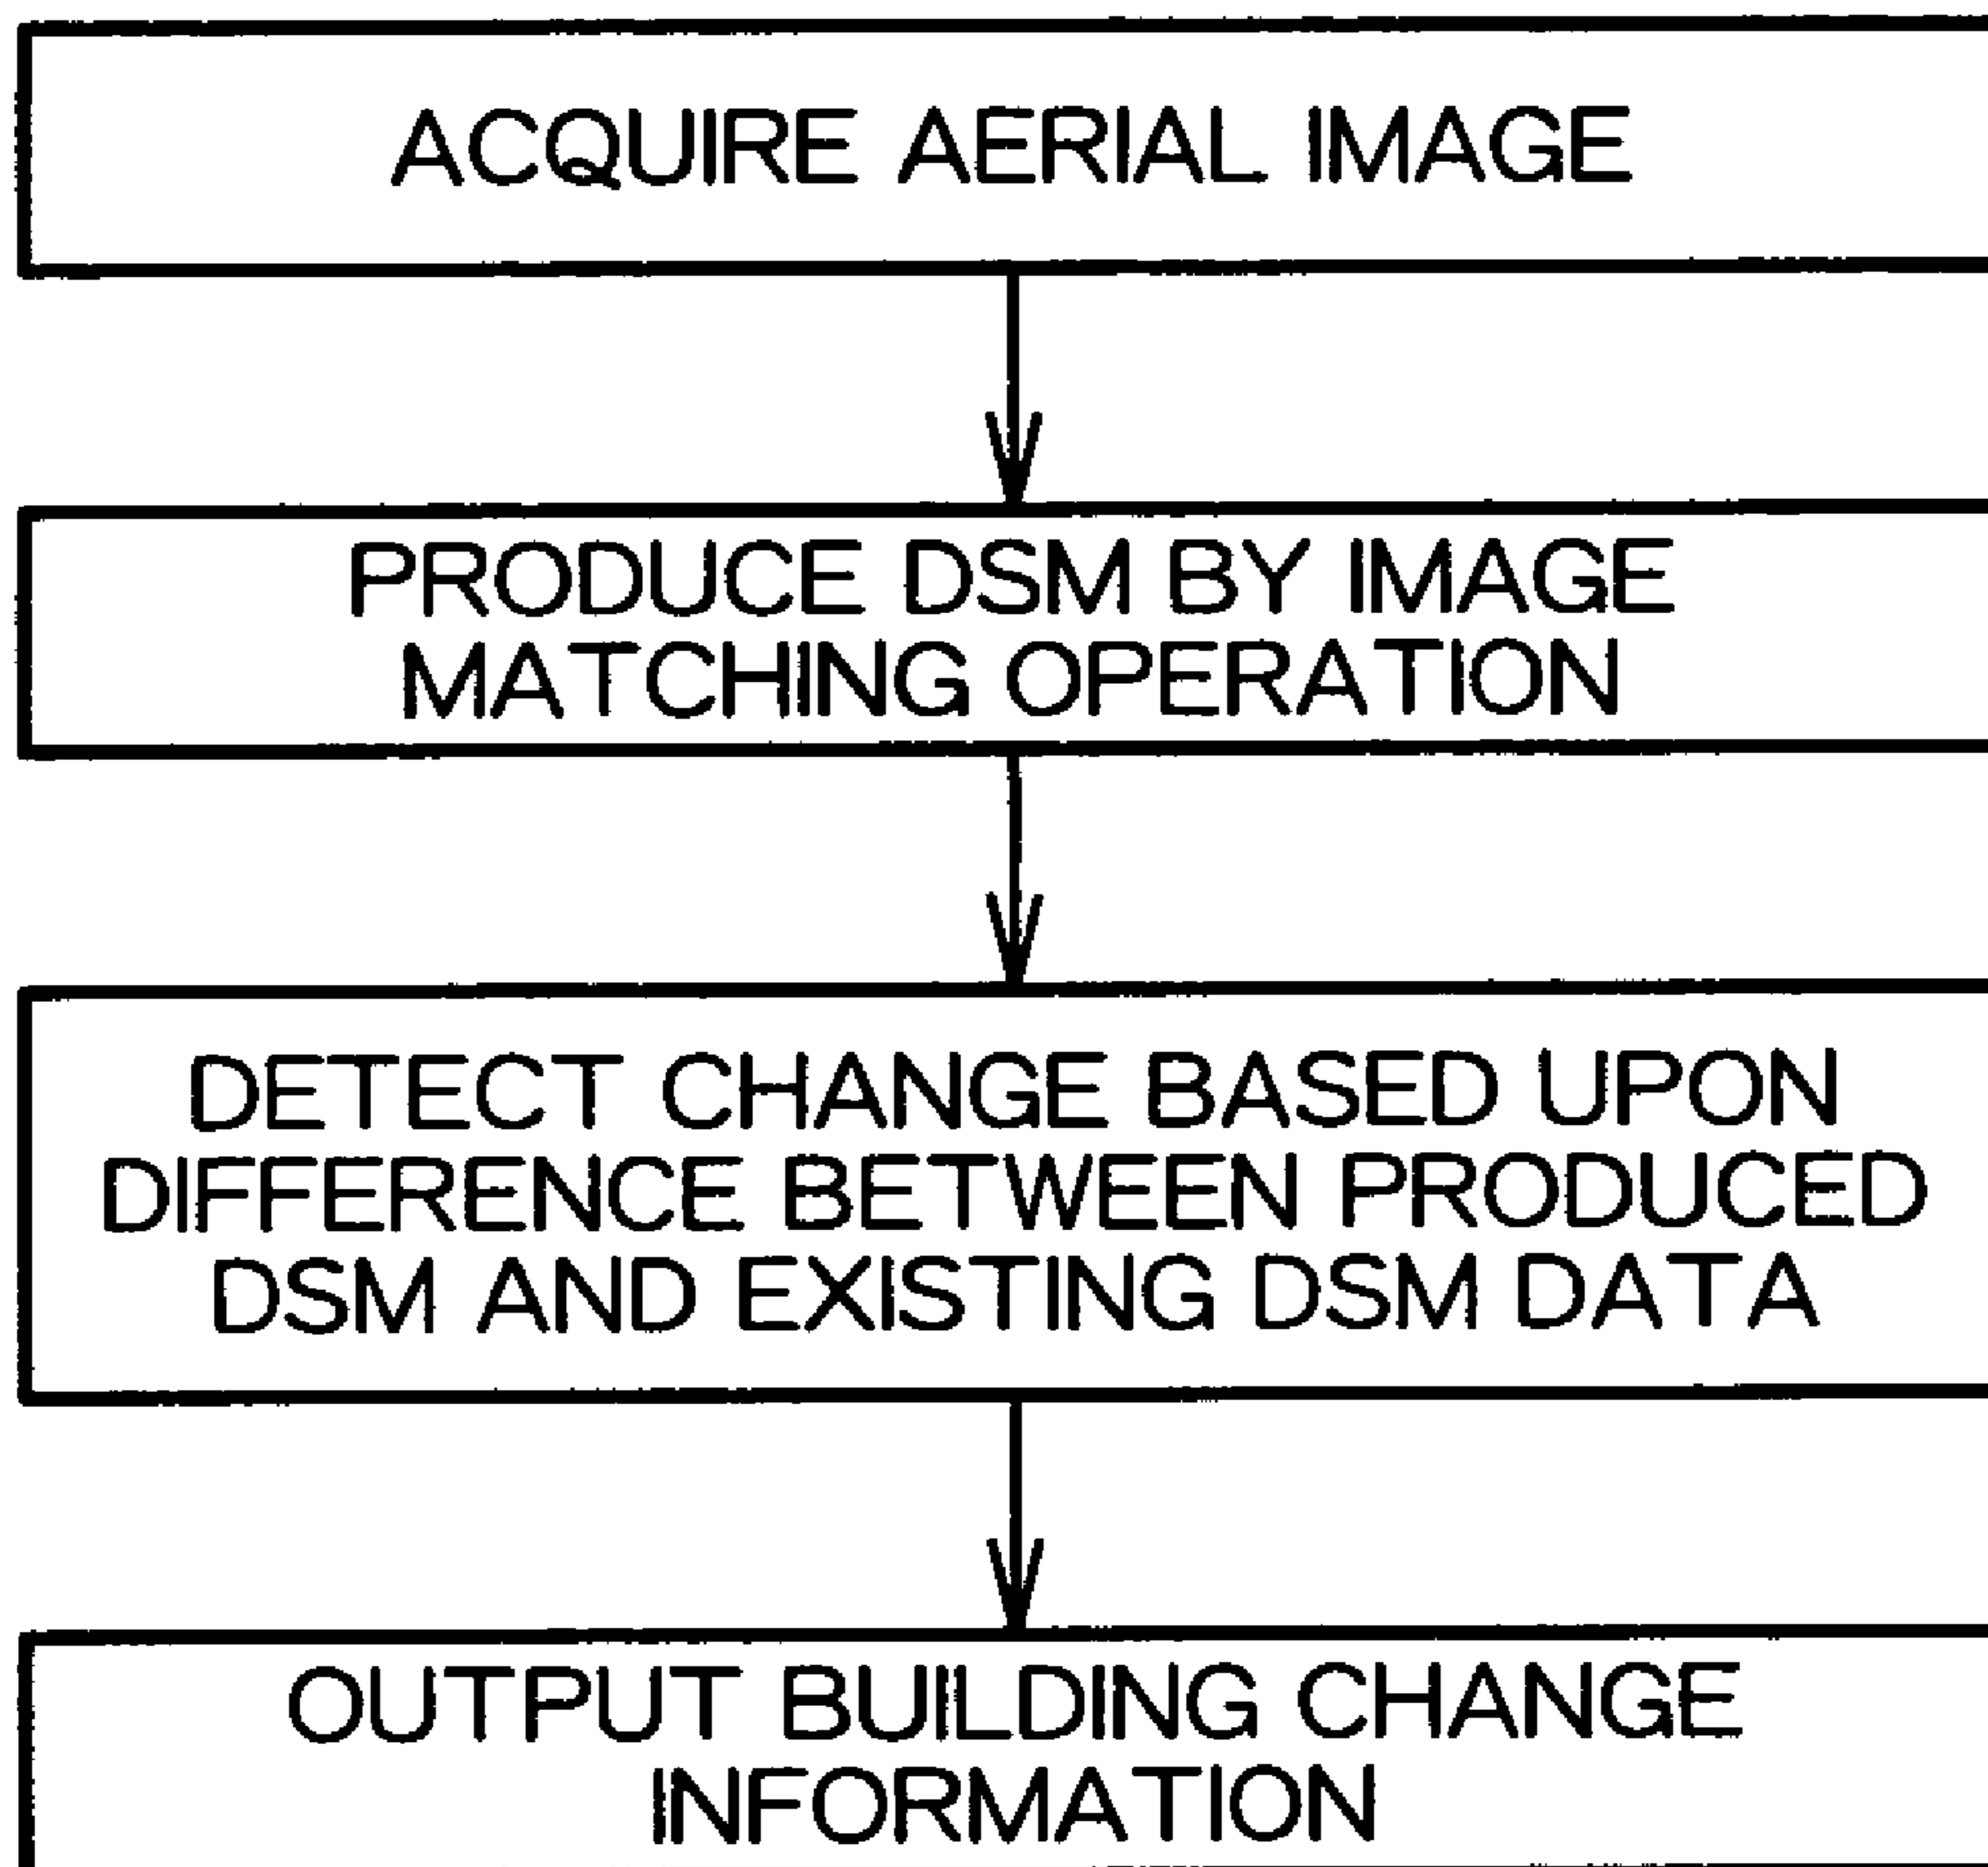 ACQUIRE AERIAL IMAGE
PRODUCE DSM BY IMAGE
MATCHING OPERATION
DETECT CHANGE BASED UPON
DIFFERENCE BETWEEN PRODUCED
DSM AND EXISTING DSM DATA
OUTPUT BUILDING CHANGE
INFORMATION